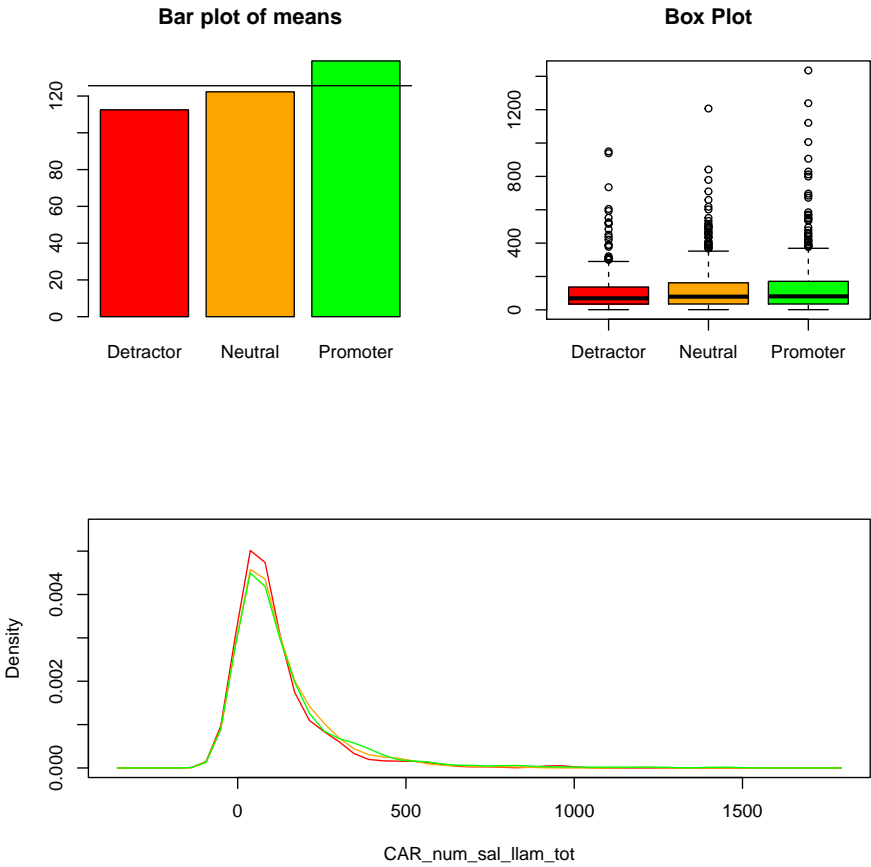 Bar plot of means
120
80
60
40
20
0
Detractor Neutral Promoter
Box Plot
1200
800
400
0
Detractor Neutral Promoter
Density
0.004
0.002
0.000
0 500 1000 1500
CAR_num_sal_llam_tot